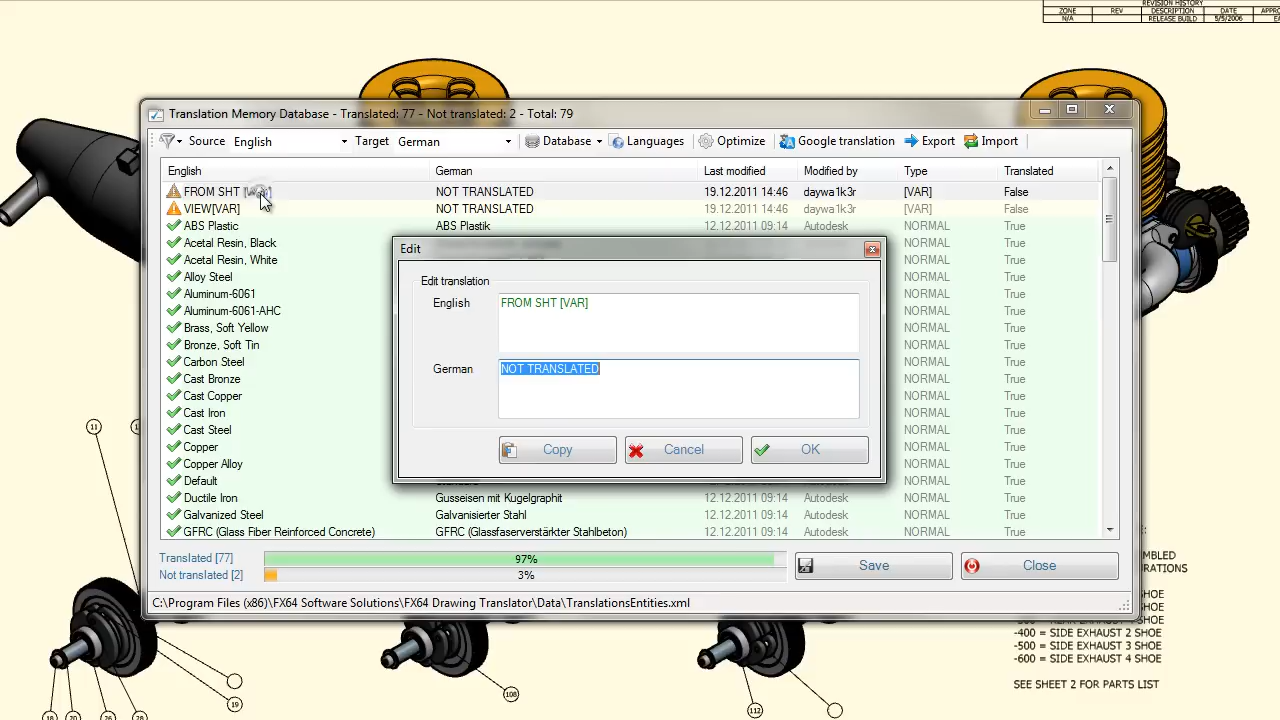 REVISION HISTORY
ZONE REV DESCRIPTION DATE
N/A RELEASE BUILD 5/5/2006
Translation Memory Database - Translated: 77 - Not translated: 2 - Total: 79
Source English Target German Database Languages Optimize Google translation Export Import
English German Last modified Modified by Type Translated
FROM SHT NOT TRANSLATED 19.12.2011 14:46 daywa1k3r [VAR] False
VIEW[VAR] NOT TRANSLATED 19.12.2011 14:46 daywa1k3r [VAR] False
ABS Plastic ABS Plastik 12.12.2011 09:14 Autodesk NORMAL True
Acetal Resin, Black NORMAL True
Acetal Resin, White NORMAL True
Alloy Steel NORMAL True
Aluminum-6061 NORMAL True
Aluminum-6061-AHC NORMAL True
Brass, Soft Yellow NORMAL True
Bronze, Soft Tin NORMAL True
Carbon Steel NORMAL True
Cast Bronze NORMAL True
Cast Copper NORMAL True
Cast Iron NORMAL True
Cast Steel NORMAL True
Copper NORMAL True
Copper Alloy NORMAL True
Default NORMAL True
Ductile Iron Gusseisen mit Kugelgraphit 12.12.2011 09:14 Autodesk NORMAL True
Galvanized Steel Galvanisierter Stahl 12.12.2011 09:14 Autodesk NORMAL True
GFRC (Glass Fiber Reinforced Concrete) GFRC (Glasfaserverstärkter Stahlbeton) 12.12.2011 09:14 Autodesk NORMAL True
Edit
Edit translation
English FROM SHT [VAR]
German NOT TRANSLATED
Copy Cancel OK
Translated [77] 97%
Not translated [2] 3%
Save Close
C:\Program Files (x86)\FX64 Software Solutions\FX64 Drawing Translator\Data\TranslationsEntities.xml
11
18
20
26
28
19
108
112
-400 = SIDE EXHAUST 2 SHOE
-500 = SIDE EXHAUST 3 SHOE
-600 = SIDE EXHAUST 4 SHOE
SEE SHEET 2 FOR PARTS LIST